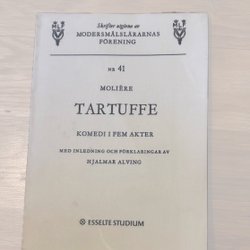 Skrifter utgivna av
MODERSMÅLSLÄRARNAS
FÖRENING
NR 41
MOLIÈRE
TARTUFFE
KOMEDI I FEM AKTER
MED INLEDNING OCH FÖRKLARINGAR AV
HJALMAR ALVING
ESSELTE STUDIUM